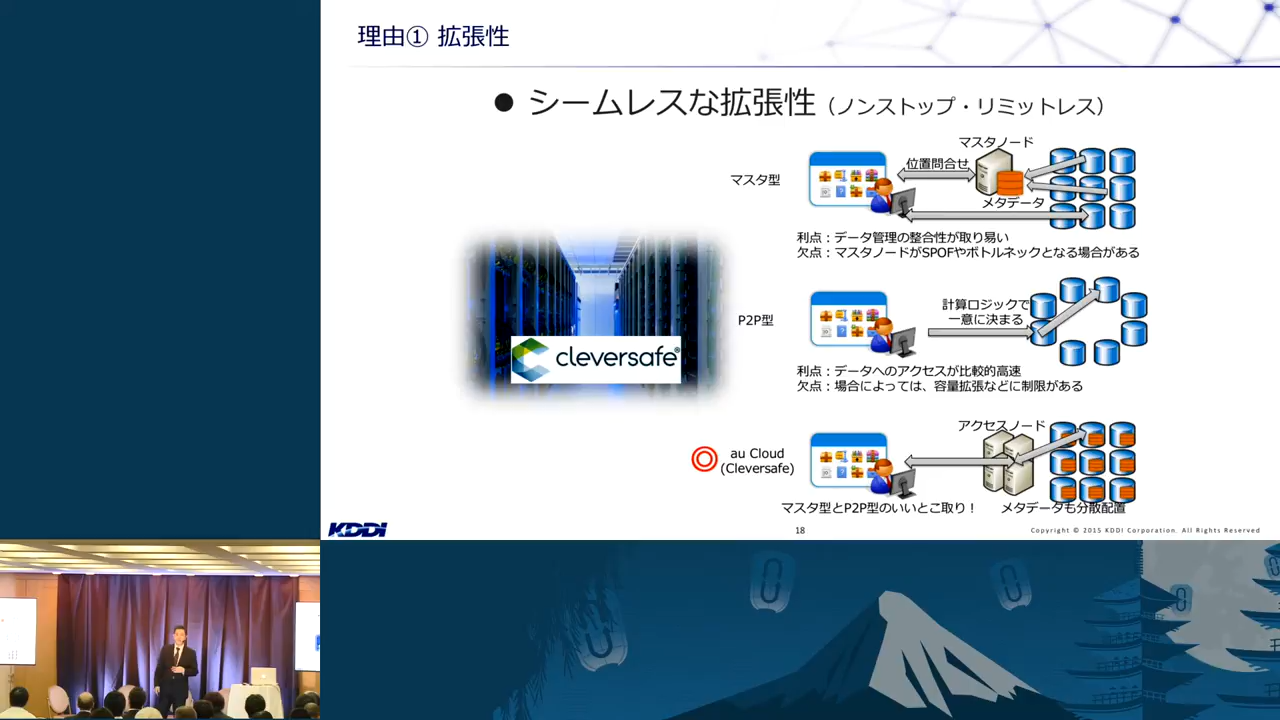 理由① 拡張性
● シームレスな拡張性（ノンストップ・リミットレス）
マスタ型
位置問合せ
マスタノード
メタデータ
利点：データ管理の整合性が取り易い
欠点：マスタノードがSPOFやボトルネックとなる場合がある
cleversafe®
P2P型
計算ロジックで
一意に決まる
利点：データへのアクセスが比較的高速
欠点：場合によっては、容量拡張などに制限がある
◎ au Cloud
(Cleversafe)
アクセスノード
マスタ型とP2P型のいいとこ取り！
メタデータも分散配置
KDDI
18
Copyright © 2015 KDDI Corporation. All Rights Reserved